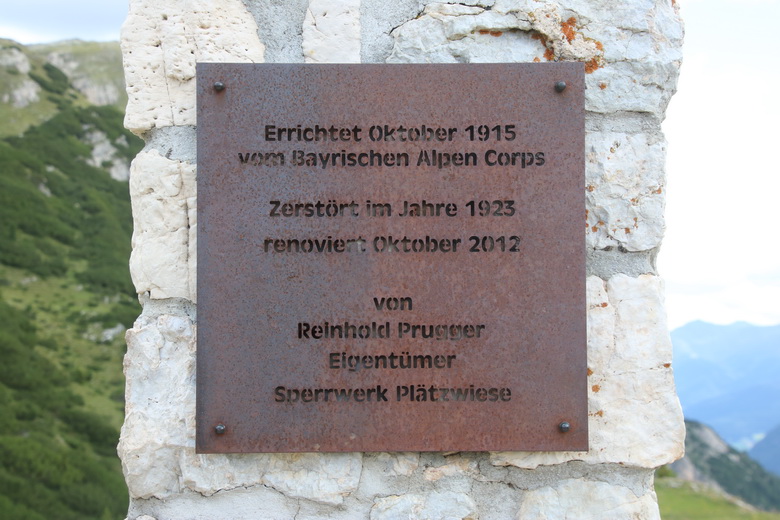 Errichtet Oktober 1915
vom Bayrischen Alpen Corps
Zerstört im Jahre 1923
renoviert Oktober 2012
von
Reinhold Prugger
Eigentümer
Sperrwerk Plätzwiese